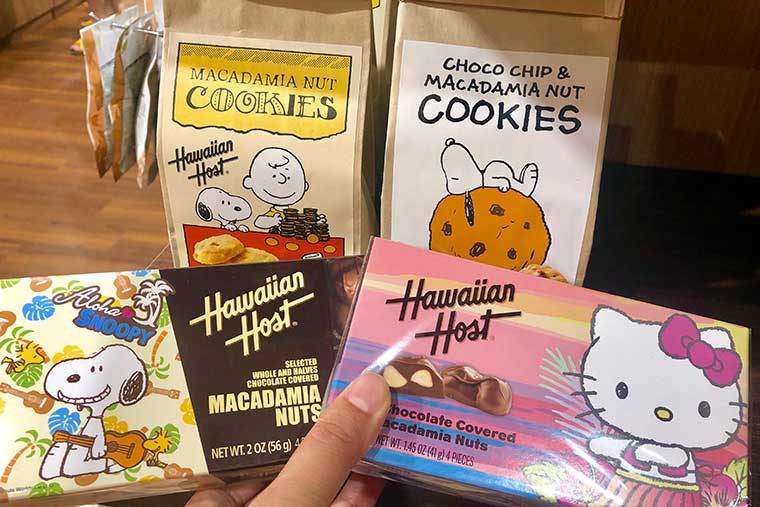 MACADAMIA NUT
COOKIES
Hawaiian
Host
CHOCO CHIP &
MACADAMIA NUT
COOKIES
Aloha
SNOOPY
Hawaiian
Host
SELECTED
WHOLE AND HALVES
CHOCOLATE COVERED
MACADAMIA
NUTS
NET WT. 2 OZ (56 g)
Hawaiian
Host
Chocolate Covered
Macadamia Nuts
NET WT. 1.45 OZ (41 g) 4 PIECES